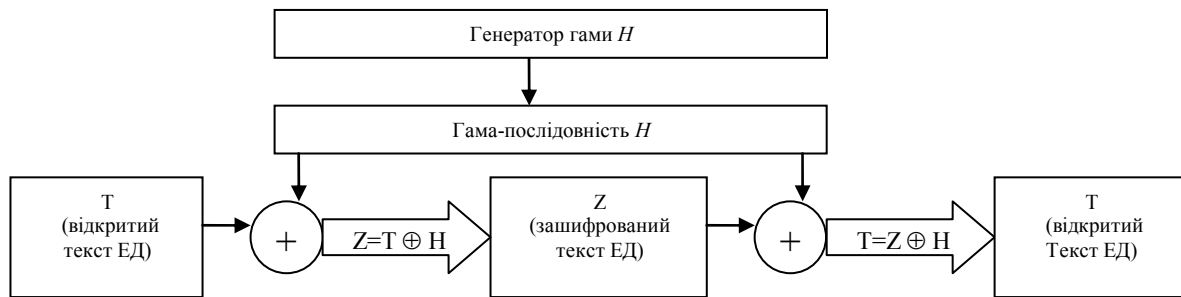 Генератор гами H
Гама-послідовність H
T
(відкритий
текст ЕД)
+
Z=T ⊕ H
Z
(зашифрований
текст ЕД)
+
T=Z ⊕ H
T
(відкритий
Текст ЕД)